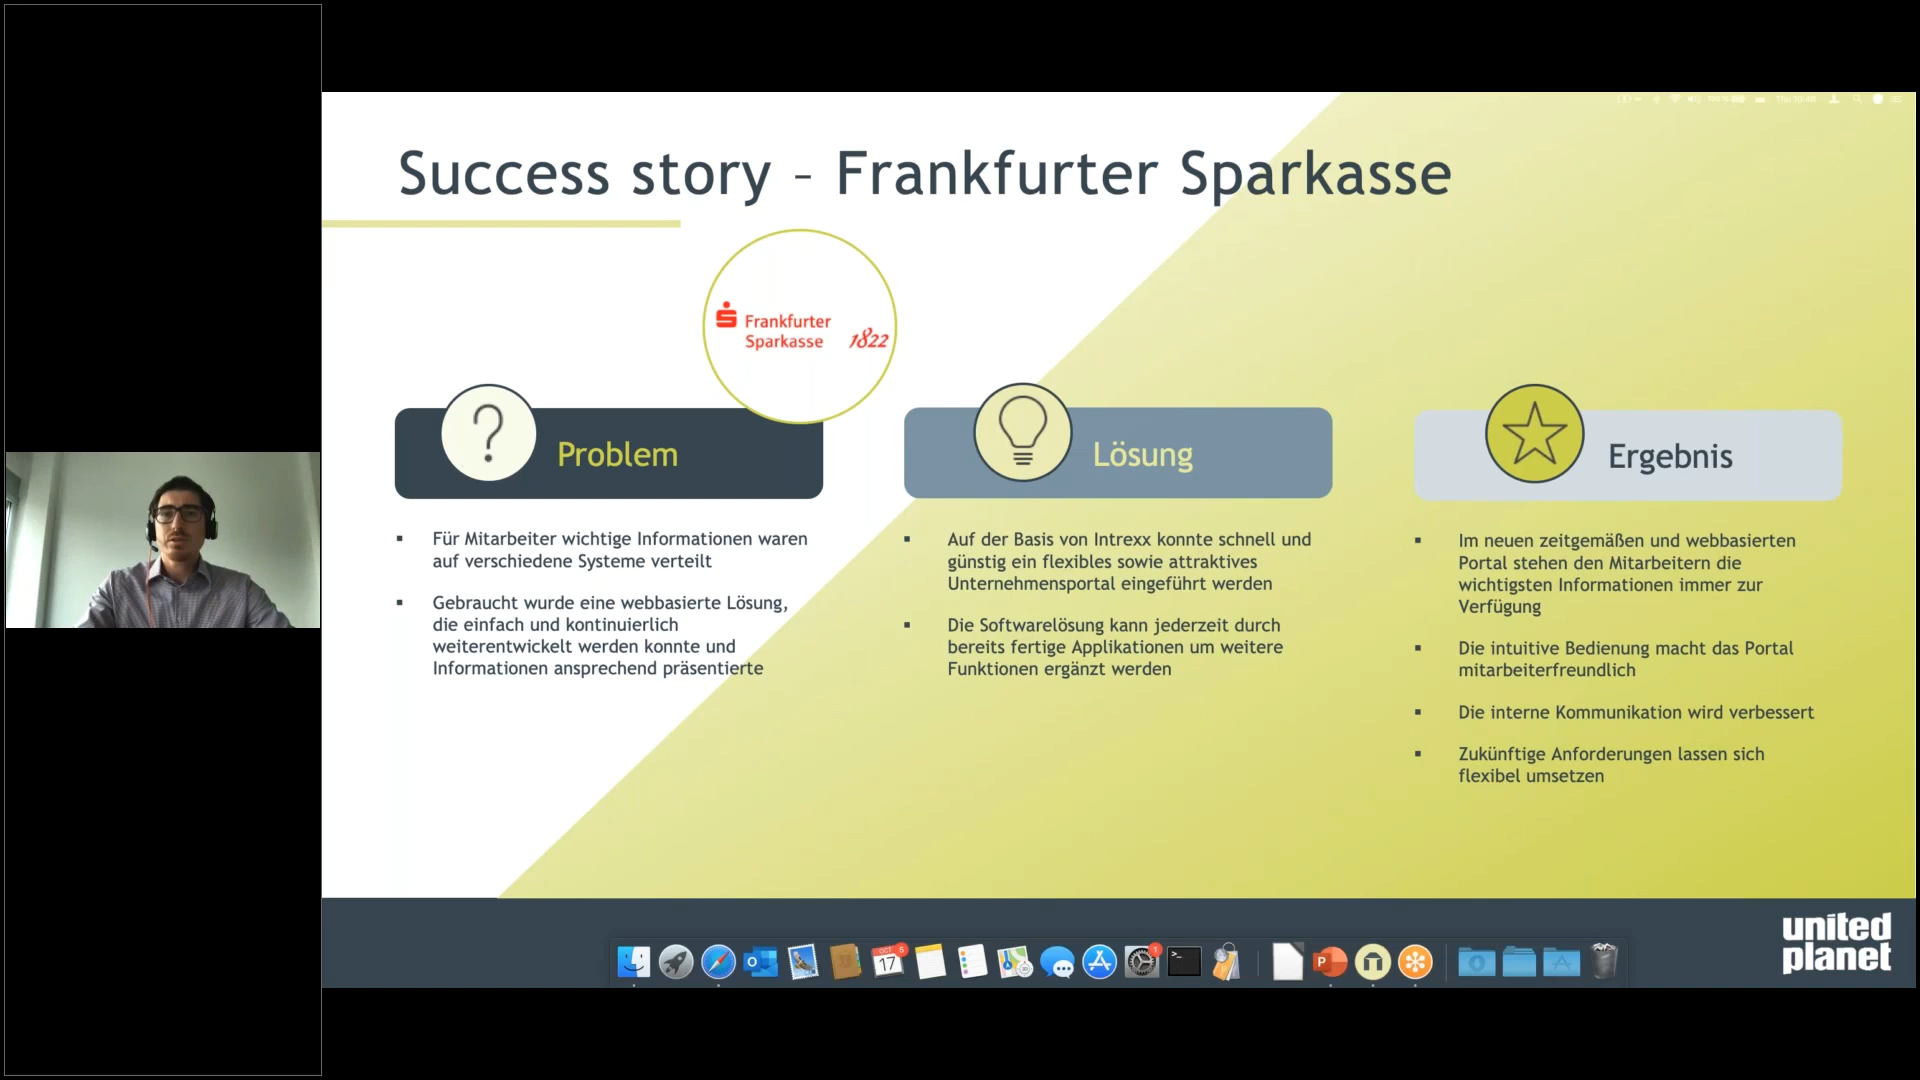 Success story – Frankfurter Sparkasse
Frankfurter
Sparkasse
1822
Problem
▪ Für Mitarbeiter wichtige Informationen waren
auf verschiedene Systeme verteilt
▪ Gebraucht wurde eine webbasierte Lösung,
die einfach und kontinuierlich
weiterentwickelt werden konnte und
Informationen ansprechend präsentierte
Lösung
▪ Auf der Basis von Intrexx konnte schnell und
günstig ein flexibles sowie attraktives
Unternehmensportal eingeführt werden
▪ Die Softwarelösung kann jederzeit durch
bereits fertige Applikationen um weitere
Funktionen ergänzt werden
Ergebnis
▪ Im neuen zeitgemäßen und webbasierten
Portal stehen den Mitarbeitern die
wichtigsten Informationen immer zur
Verfügung
▪ Die intuitive Bedienung macht das Portal
mitarbeiterfreundlich
▪ Die interne Kommunikation wird verbessert
▪ Zukünftige Anforderungen lassen sich
flexibel umsetzen
OCT
17
5
1
united
planet